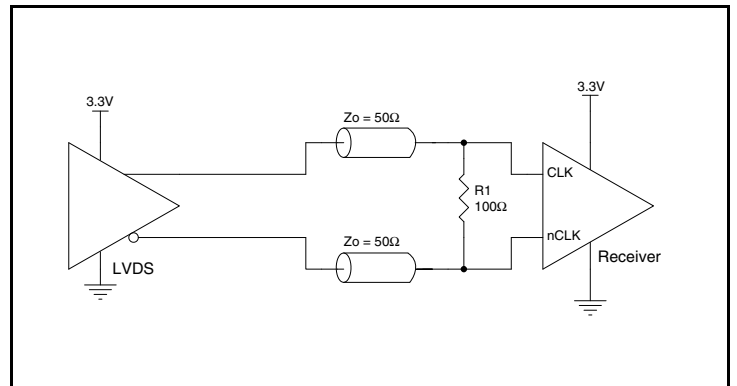 3.3V
3.3V
Zo = 50Ω
CLK
R1
100Ω
nCLK
Zo = 50Ω
Receiver
LVDS